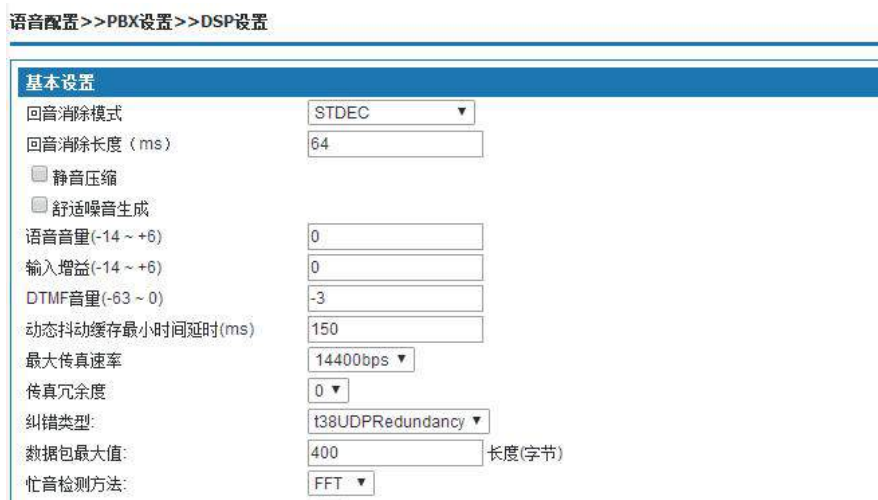 语音配置>>PBX设置>>DSP设置
基本设置
回音消除模式 STDEC
回音消除长度(ms) 64
静音压缩
舒适噪音生成
语音音量(-14 ~ +6) 0
输入增益(-14 ~ +6) 0
DTMF音量(-63 ~ 0) -3
动态抖动缓存最小时间延时(ms) 150
最大传真速率 14400bps
传真冗余度 0
纠错类型: t38UDPRedundancy
数据包最大值: 400 长度(字节)
忙音检测方法: FFT